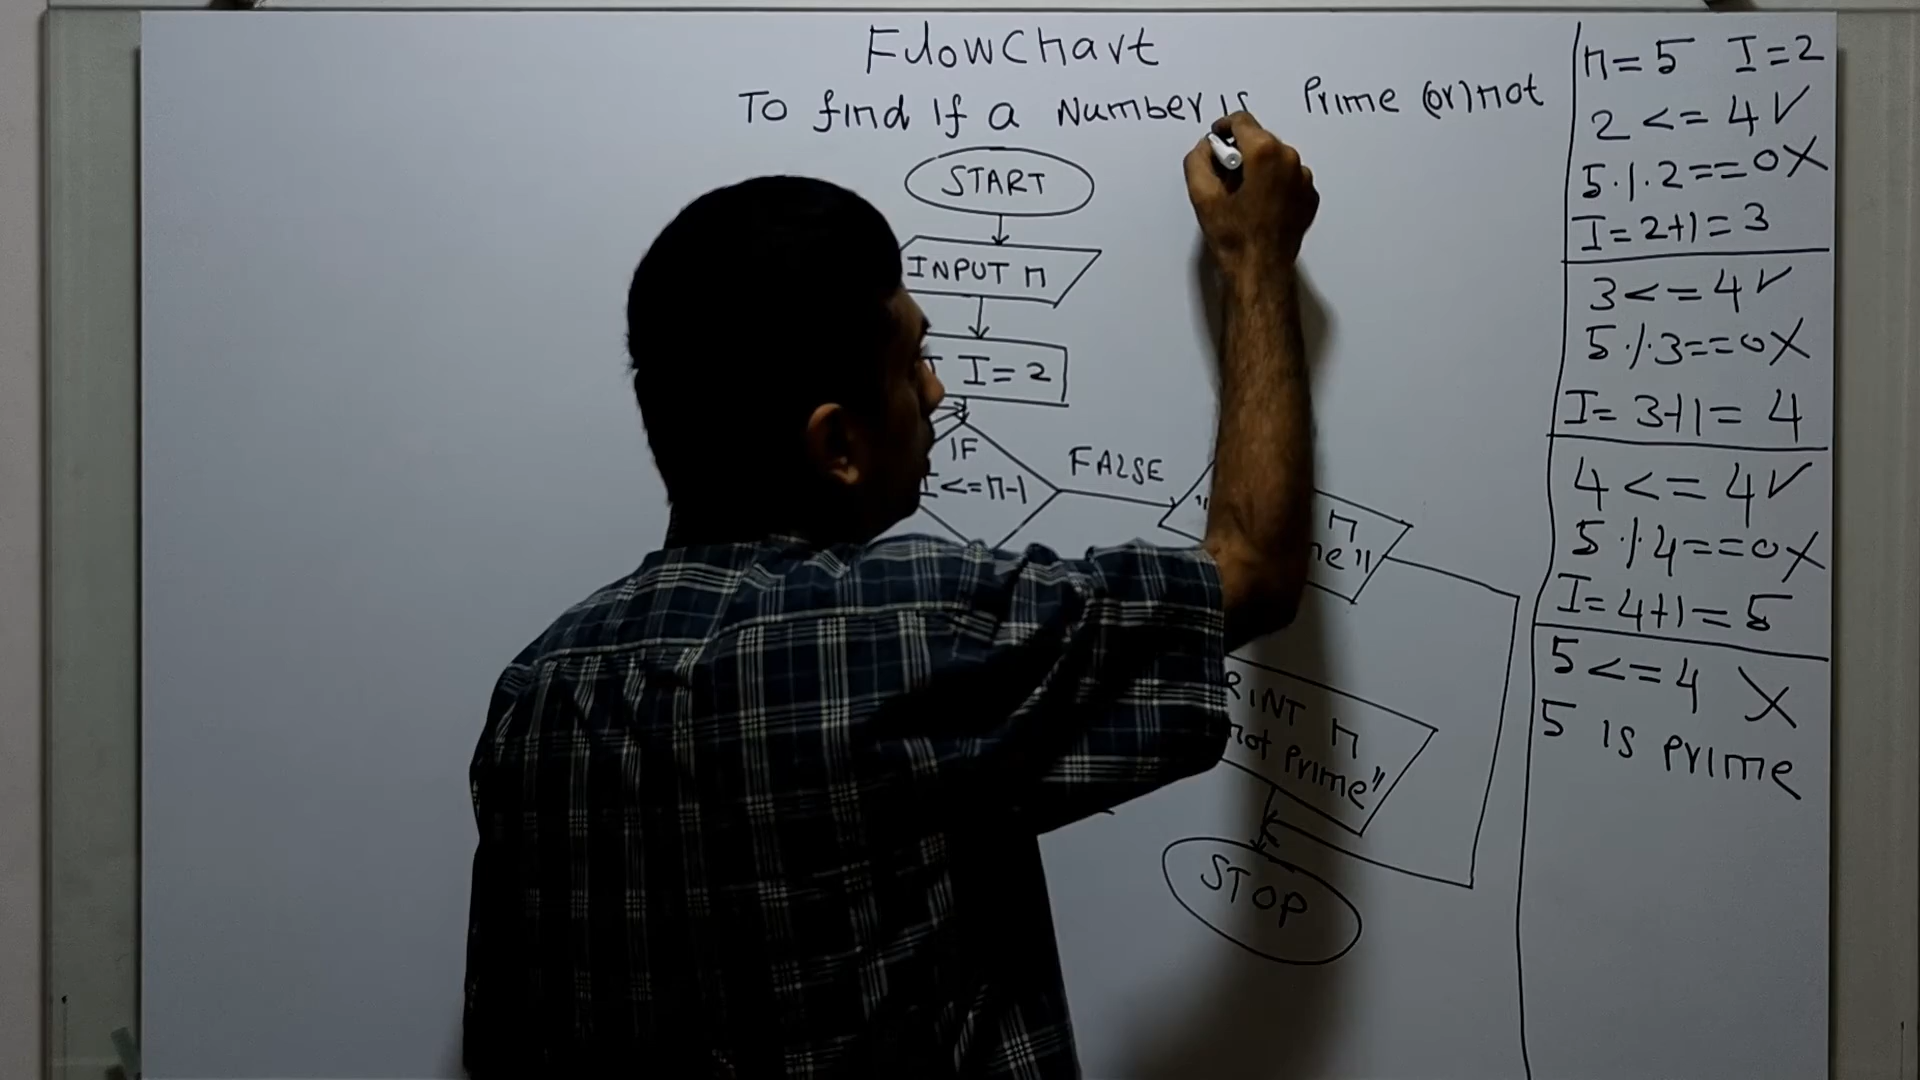 FlowChart
To find If a Number is Prime (or) not
START
INPUT n
I = 2
IF
I <= n-1
FALSE
n
"
RINT n
not Prime"
STOP
n = 5 I = 2
2 <= 4 ✓
5 % 2 == 0 X
I = 2+1 = 3
3 <= 4 ✓
5 % 3 == 0 X
I = 3+1 = 4
4 <= 4 ✓
5 % 4 == 0 X
I = 4+1 = 5
5 <= 4 X
5 is prime